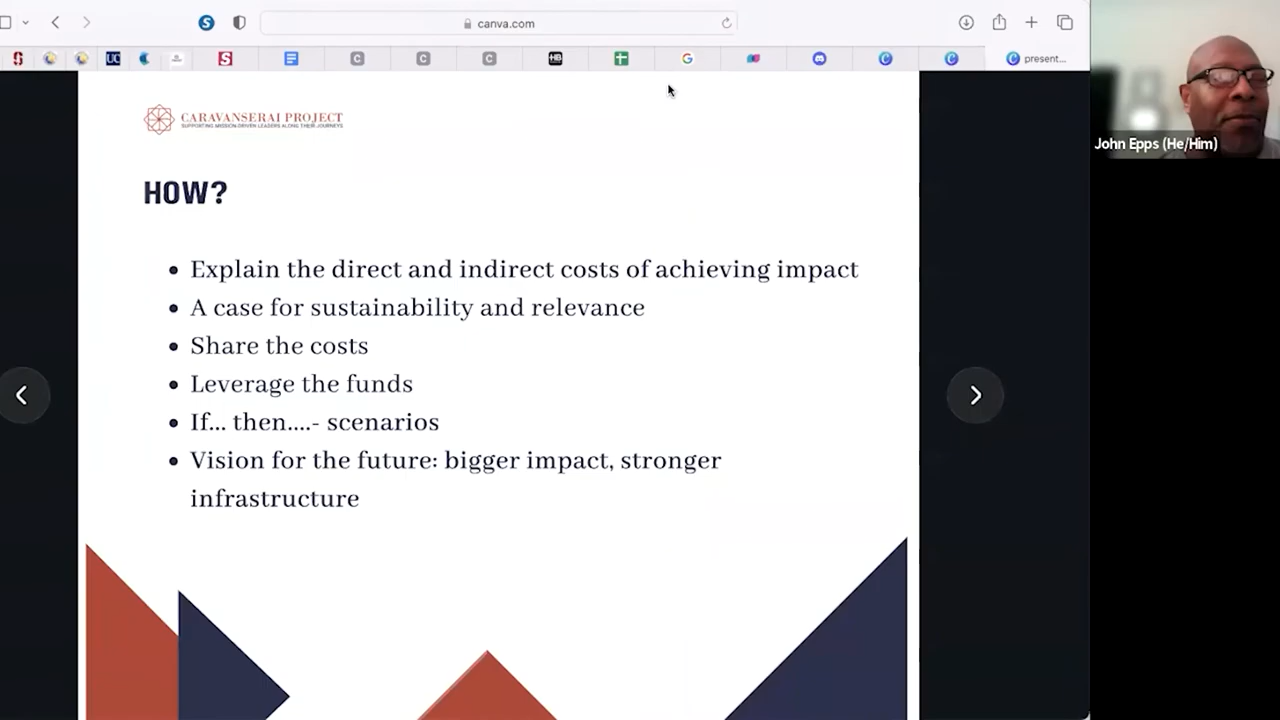 canva.com
present...
CARAVANSERAI PROJECT
SUPPORTING MISSION-DRIVEN LEADERS ALONG THEIR JOURNEYS
John Epps (He/Him)
HOW?
• Explain the direct and indirect costs of achieving impact
• A case for sustainability and relevance
• Share the costs
• Leverage the funds
• If... then....- scenarios
• Vision for the future: bigger impact, stronger
infrastructure